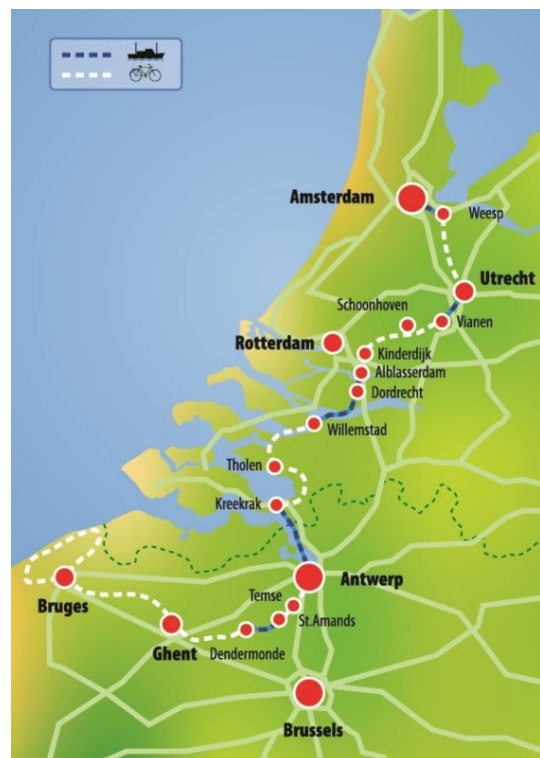 Amsterdam
Weesp
Utrecht
Schoonhoven
Vianen
Rotterdam
Kinderdijk
Alblasserdam
Dordrecht
Willemstad
Tholen
Kreekrak
Antwerp
Temse
Bruges
St.Amands
Ghent
Dendermonde
Brussels